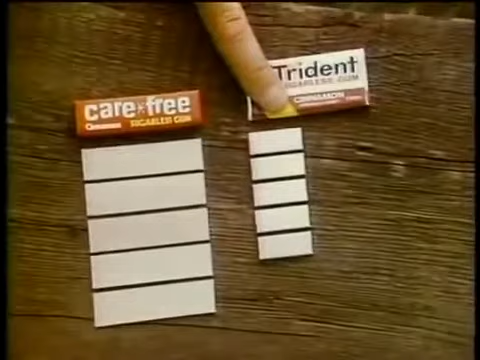 care*free
Cinnamon SUGARLESS GUM
Trident
SUGARLESS GUM
CINNAMON